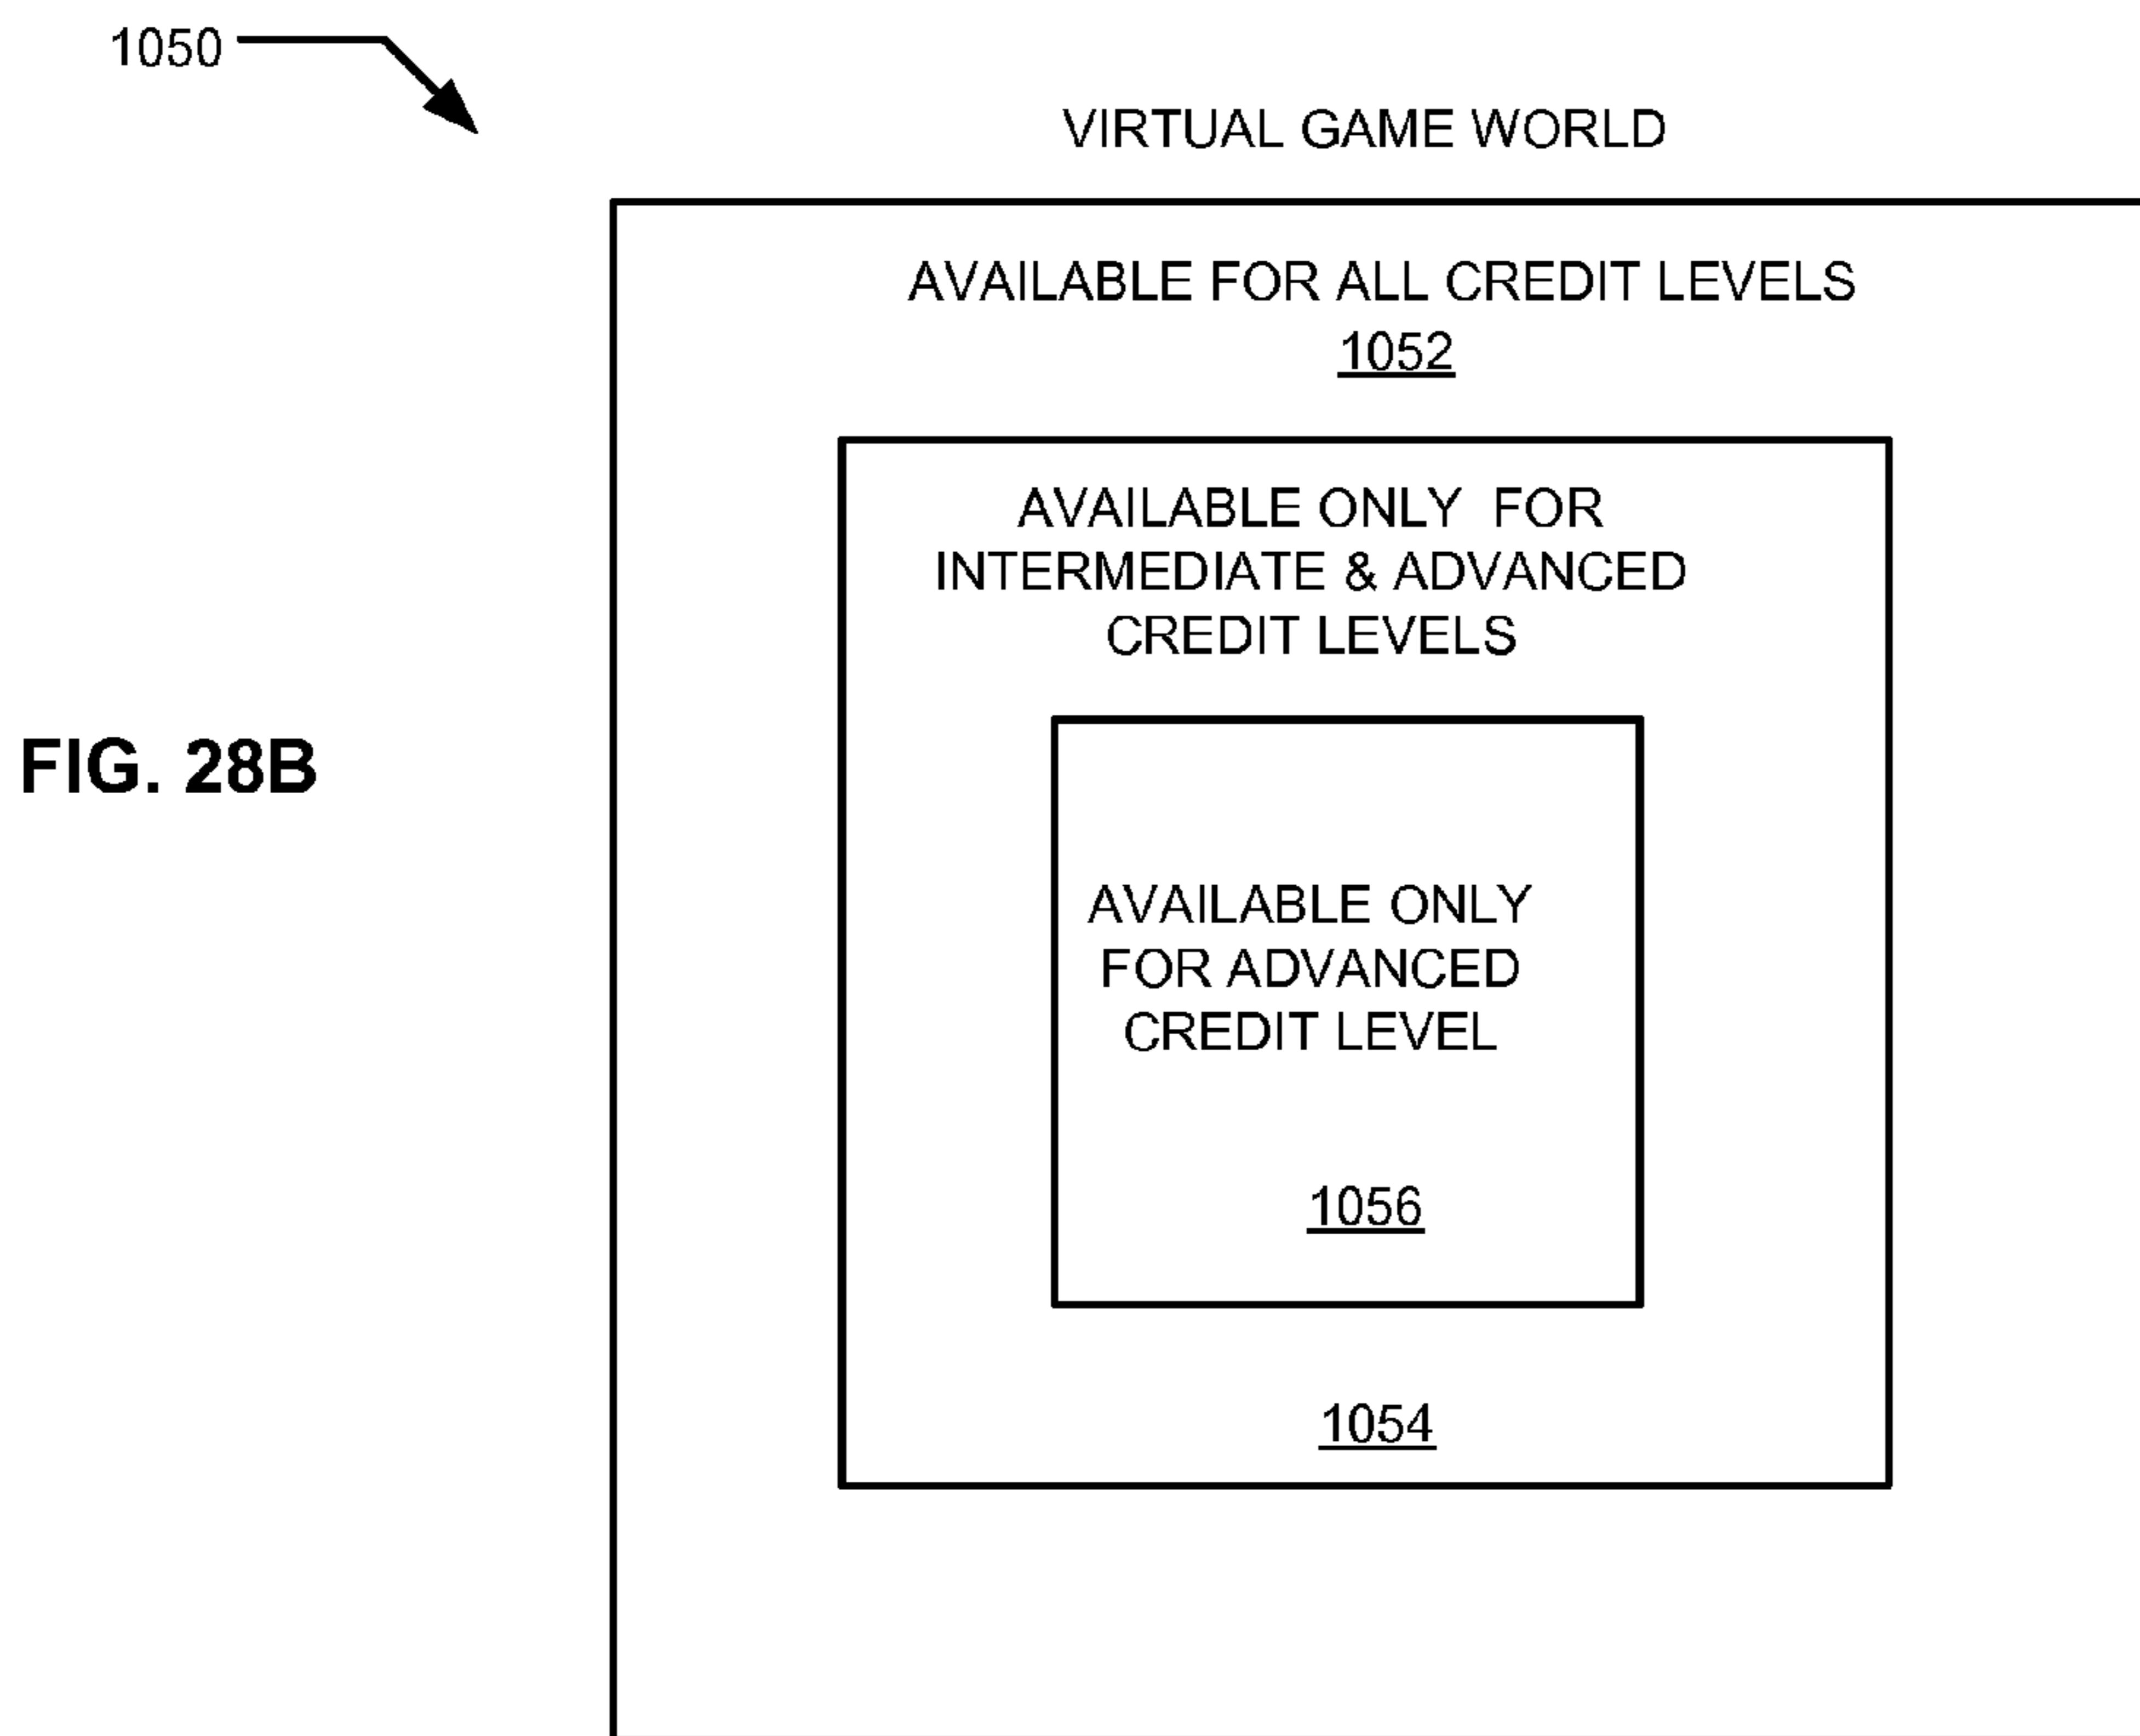 1050
VIRTUAL GAME WORLD
AVAILABLE FOR ALL CREDIT LEVELS
1052
AVAILABLE ONLY FOR
INTERMEDIATE & ADVANCED
CREDIT LEVELS
FIG. 28B
AVAILABLE ONLY
FOR ADVANCED
CREDIT LEVEL
1056
1054